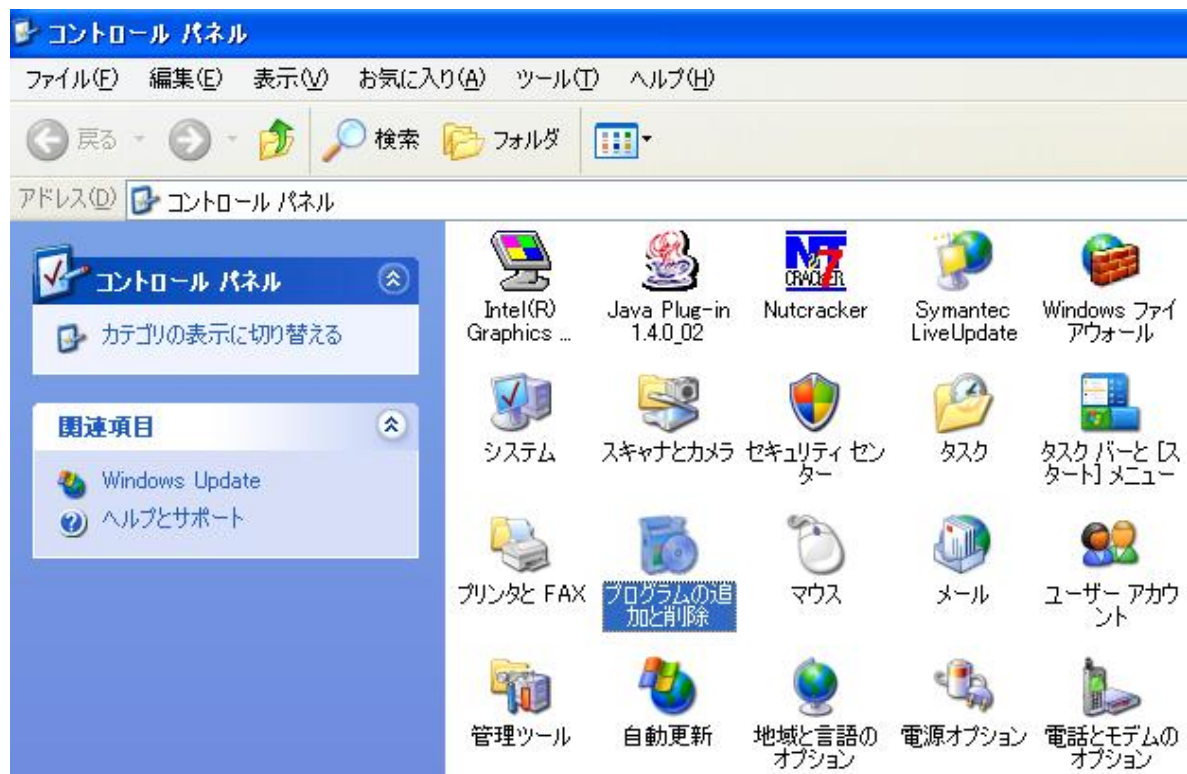 コントロール パネル
ファイル(F) 編集(E) 表示(V) お気に入り(A) ツール(T) ヘルプ(H)
戻る 検索 フォルダ
アドレス(D) コントロール パネル
コントロール パネル
カテゴリの表示に切り替える
関連項目
Windows Update
ヘルプとサポート
Intel(R)
Graphics ...
Java Plug-in
1.4.0_02
NUTCRACKER 7
Nutcracker
Symantec
LiveUpdate
Windows ファイ
アウォール
システム
スキャナとカメラ
セキュリティ セン
ター
タスク
タスク バーと [ス
タート] メニュー
プリンタと FAX
プログラムの追
加と削除
マウス
メール
ユーザー アカウ
ント
管理ツール
自動更新
地域と言語の
オプション
電源オプション
電話とモデムの
オプション